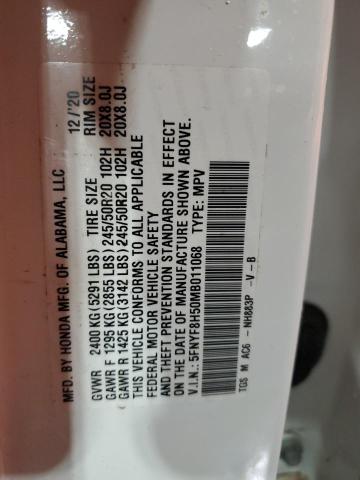 MFD. BY HONDA MFG. OF ALABAMA, LLC 12/'20
TIRE SIZE RIM SIZE
GVWR 2400 KG(5291 LBS)
GAWR F 1295 KG(2855 LBS)245/50R20 102H 20X8.0J
GAWR R 1425 KG(3142 LBS)245/50R20 102H 20X8.0J
THIS VEHICLE CONFORMS TO ALL APPLICABLE
FEDERAL MOTOR VEHICLE SAFETY
AND THEFT PREVENTION STANDARDS IN EFFECT
ON THE DATE OF MANUFACTURE SHOWN ABOVE.
V.I.N.: 5FNYF8H50MB011068 TYPE: MPV
TGS M AC6 - NH883P -V-B